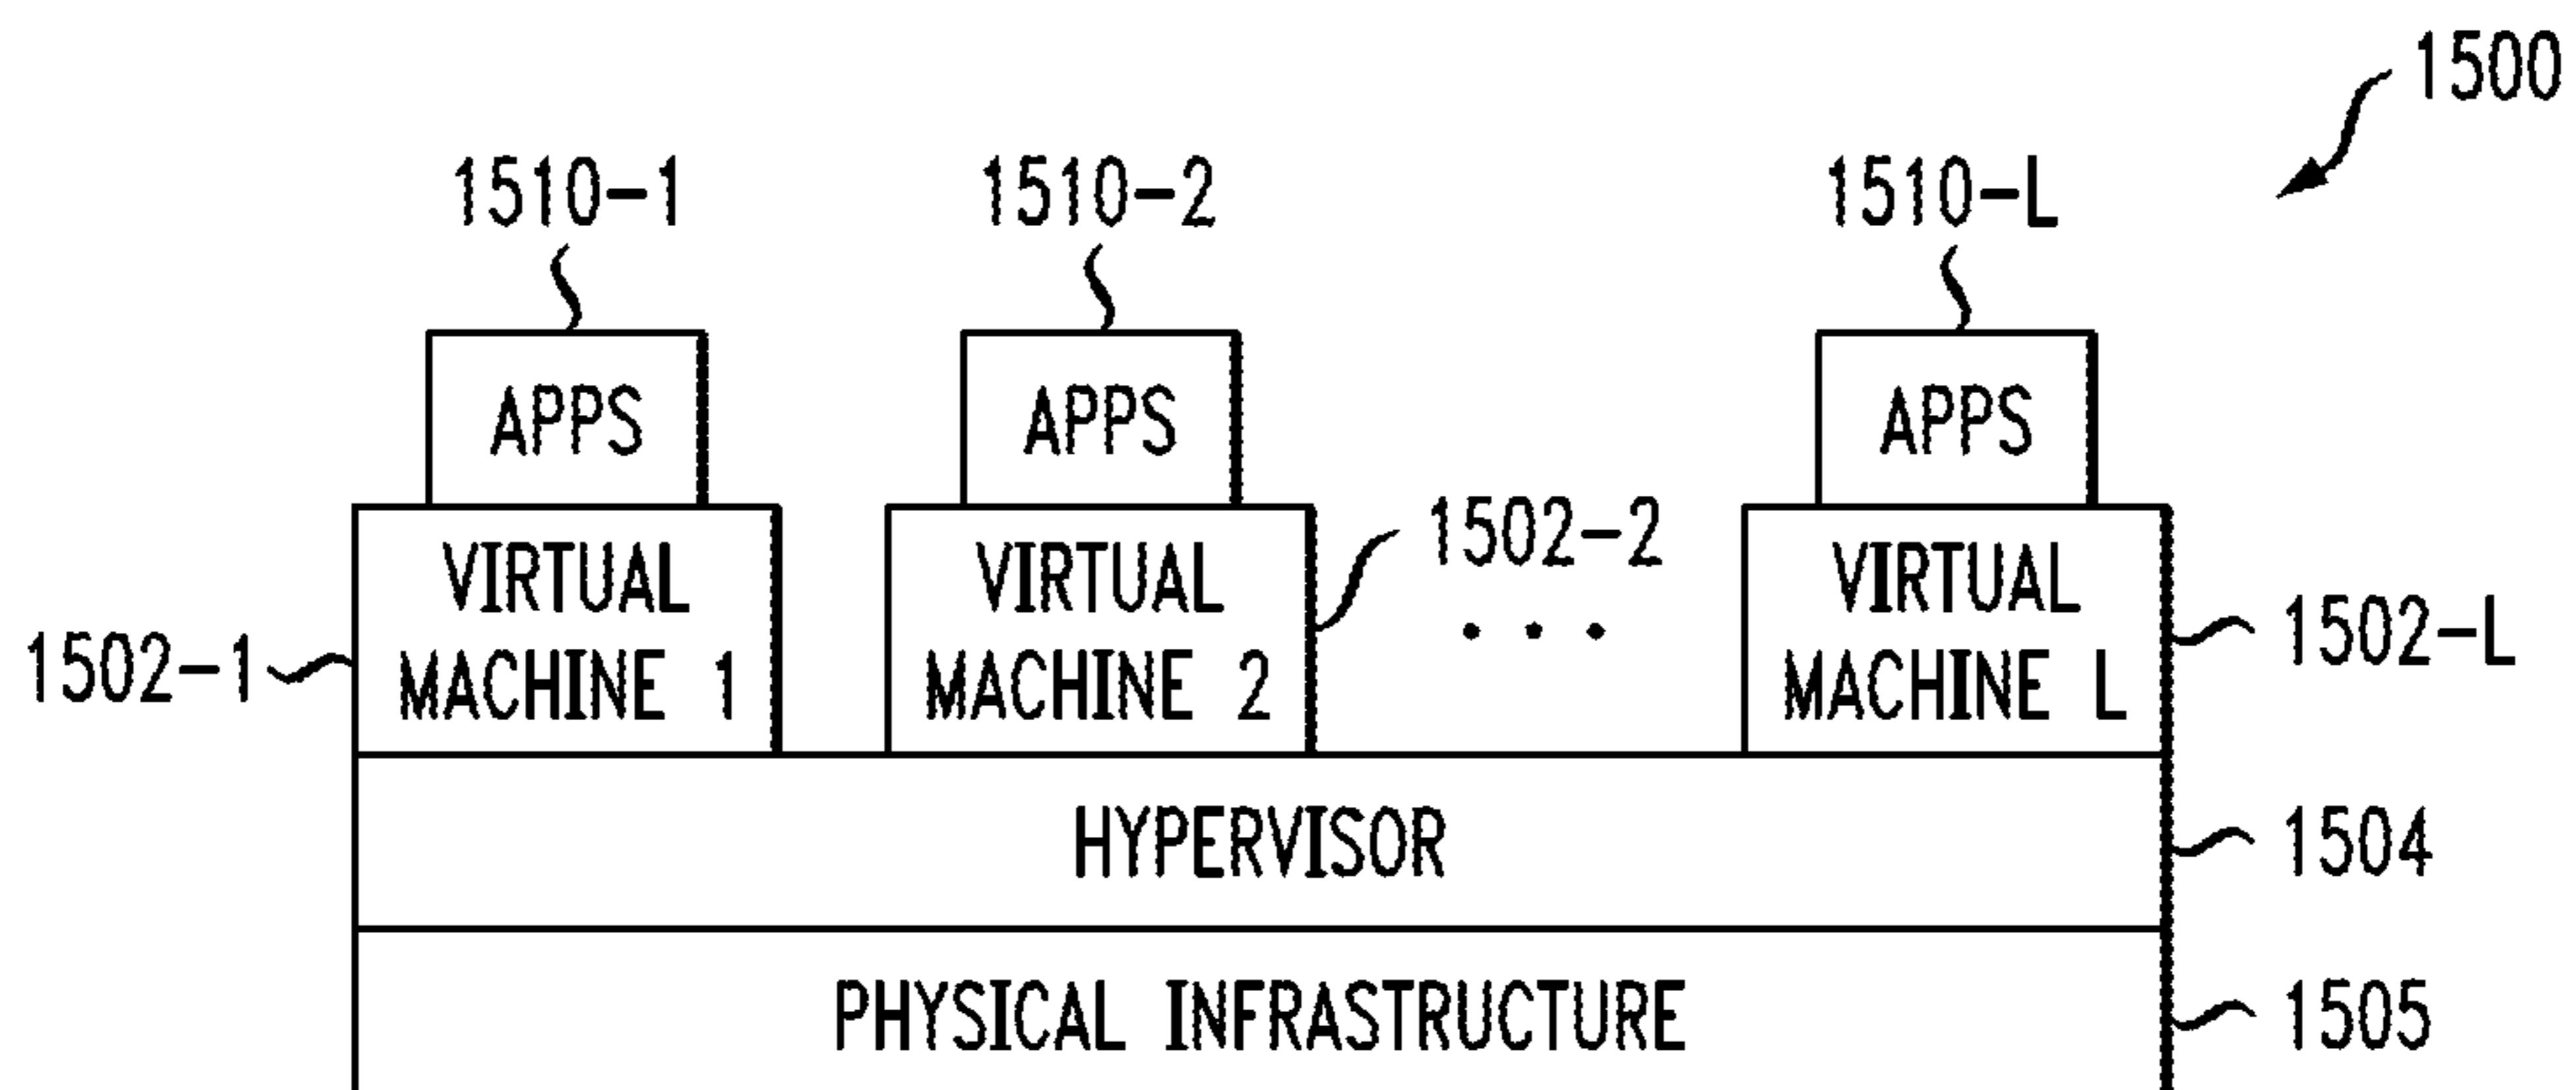 1500
1510-1
1510-2
1510-L
APPS
APPS
APPS
VIRTUAL
MACHINE 1
VIRTUAL
MACHINE 2
1502-2
. . .
VIRTUAL
MACHINE L
1502-1
1502-L
HYPERVISOR
1504
PHYSICAL INFRASTRUCTURE
1505